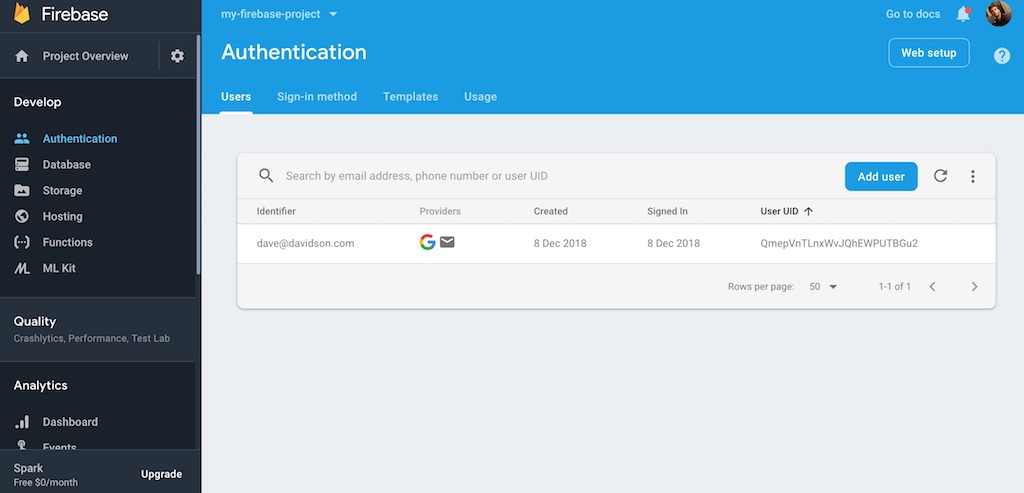 Firebase
Project Overview
Develop
Authentication
Database
Storage
Hosting
Functions
ML Kit
Quality
Crashlytics, Performance, Test Lab
Analytics
Dashboard
Events
Spark
Free $0/month
Upgrade
my-firebase-project
Go to docs
Authentication
Web setup
Users Sign-in method Templates Usage
Search by email address, phone number or user UID
Add user
Identifier Providers Created Signed In User UID
dave@davidson.com 8 Dec 2018 8 Dec 2018 QmepVnTLnxWvJQhEWPUTBGu2
Rows per page: 50 1-1 of 1